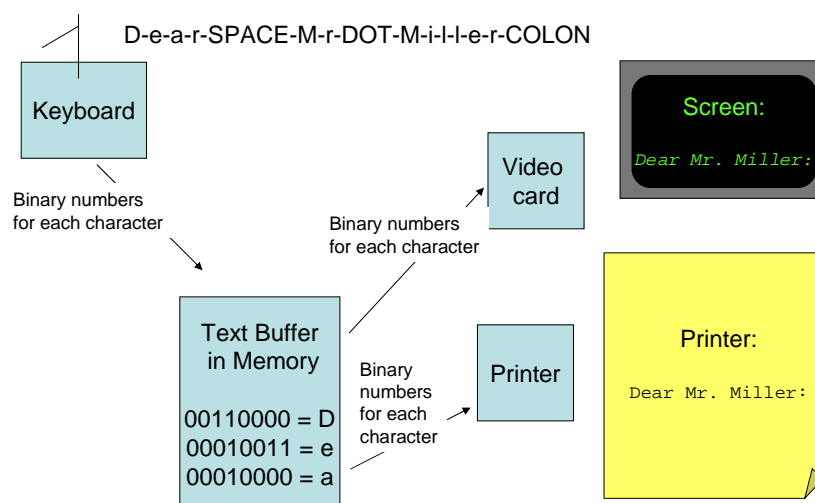 D-e-a-r-SPACE-M-r-DOT-M-i-l-l-e-r-COLON
Keyboard
Screen:
Dear Mr. Miller:
Video
card
Binary numbers
for each character
Binary numbers
for each character
Text Buffer
in Memory
00110000 = D
00010011 = e
00010000 = a
Binary
numbers
for each
character
Printer
Printer:
Dear Mr. Miller: